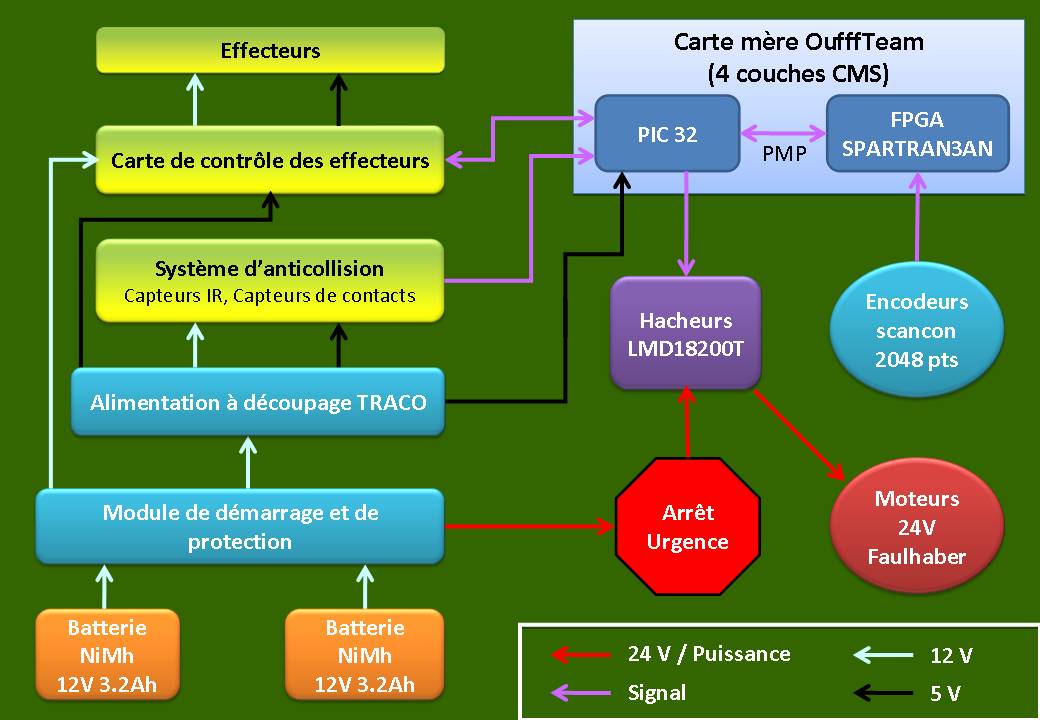 Effecteurs
Carte mère OufffTeam
(4 couches CMS)
PIC 32
PMP
FPGA
SPARTRAN3AN
Carte de contrôle des effecteurs
Système d'anticollision
Capteurs IR, Capteurs de contacts
Hacheurs
LMD18200T
Encodeurs
scancon
2048 pts
Alimentation à découpage TRACO
Module de démarrage et de
protection
Arrêt
Urgence
Moteurs
24V
Faulhaber
Batterie
NiMh
12V 3.2Ah
Batterie
NiMh
12V 3.2Ah
24 V / Puissance
12 V
Signal
5 V